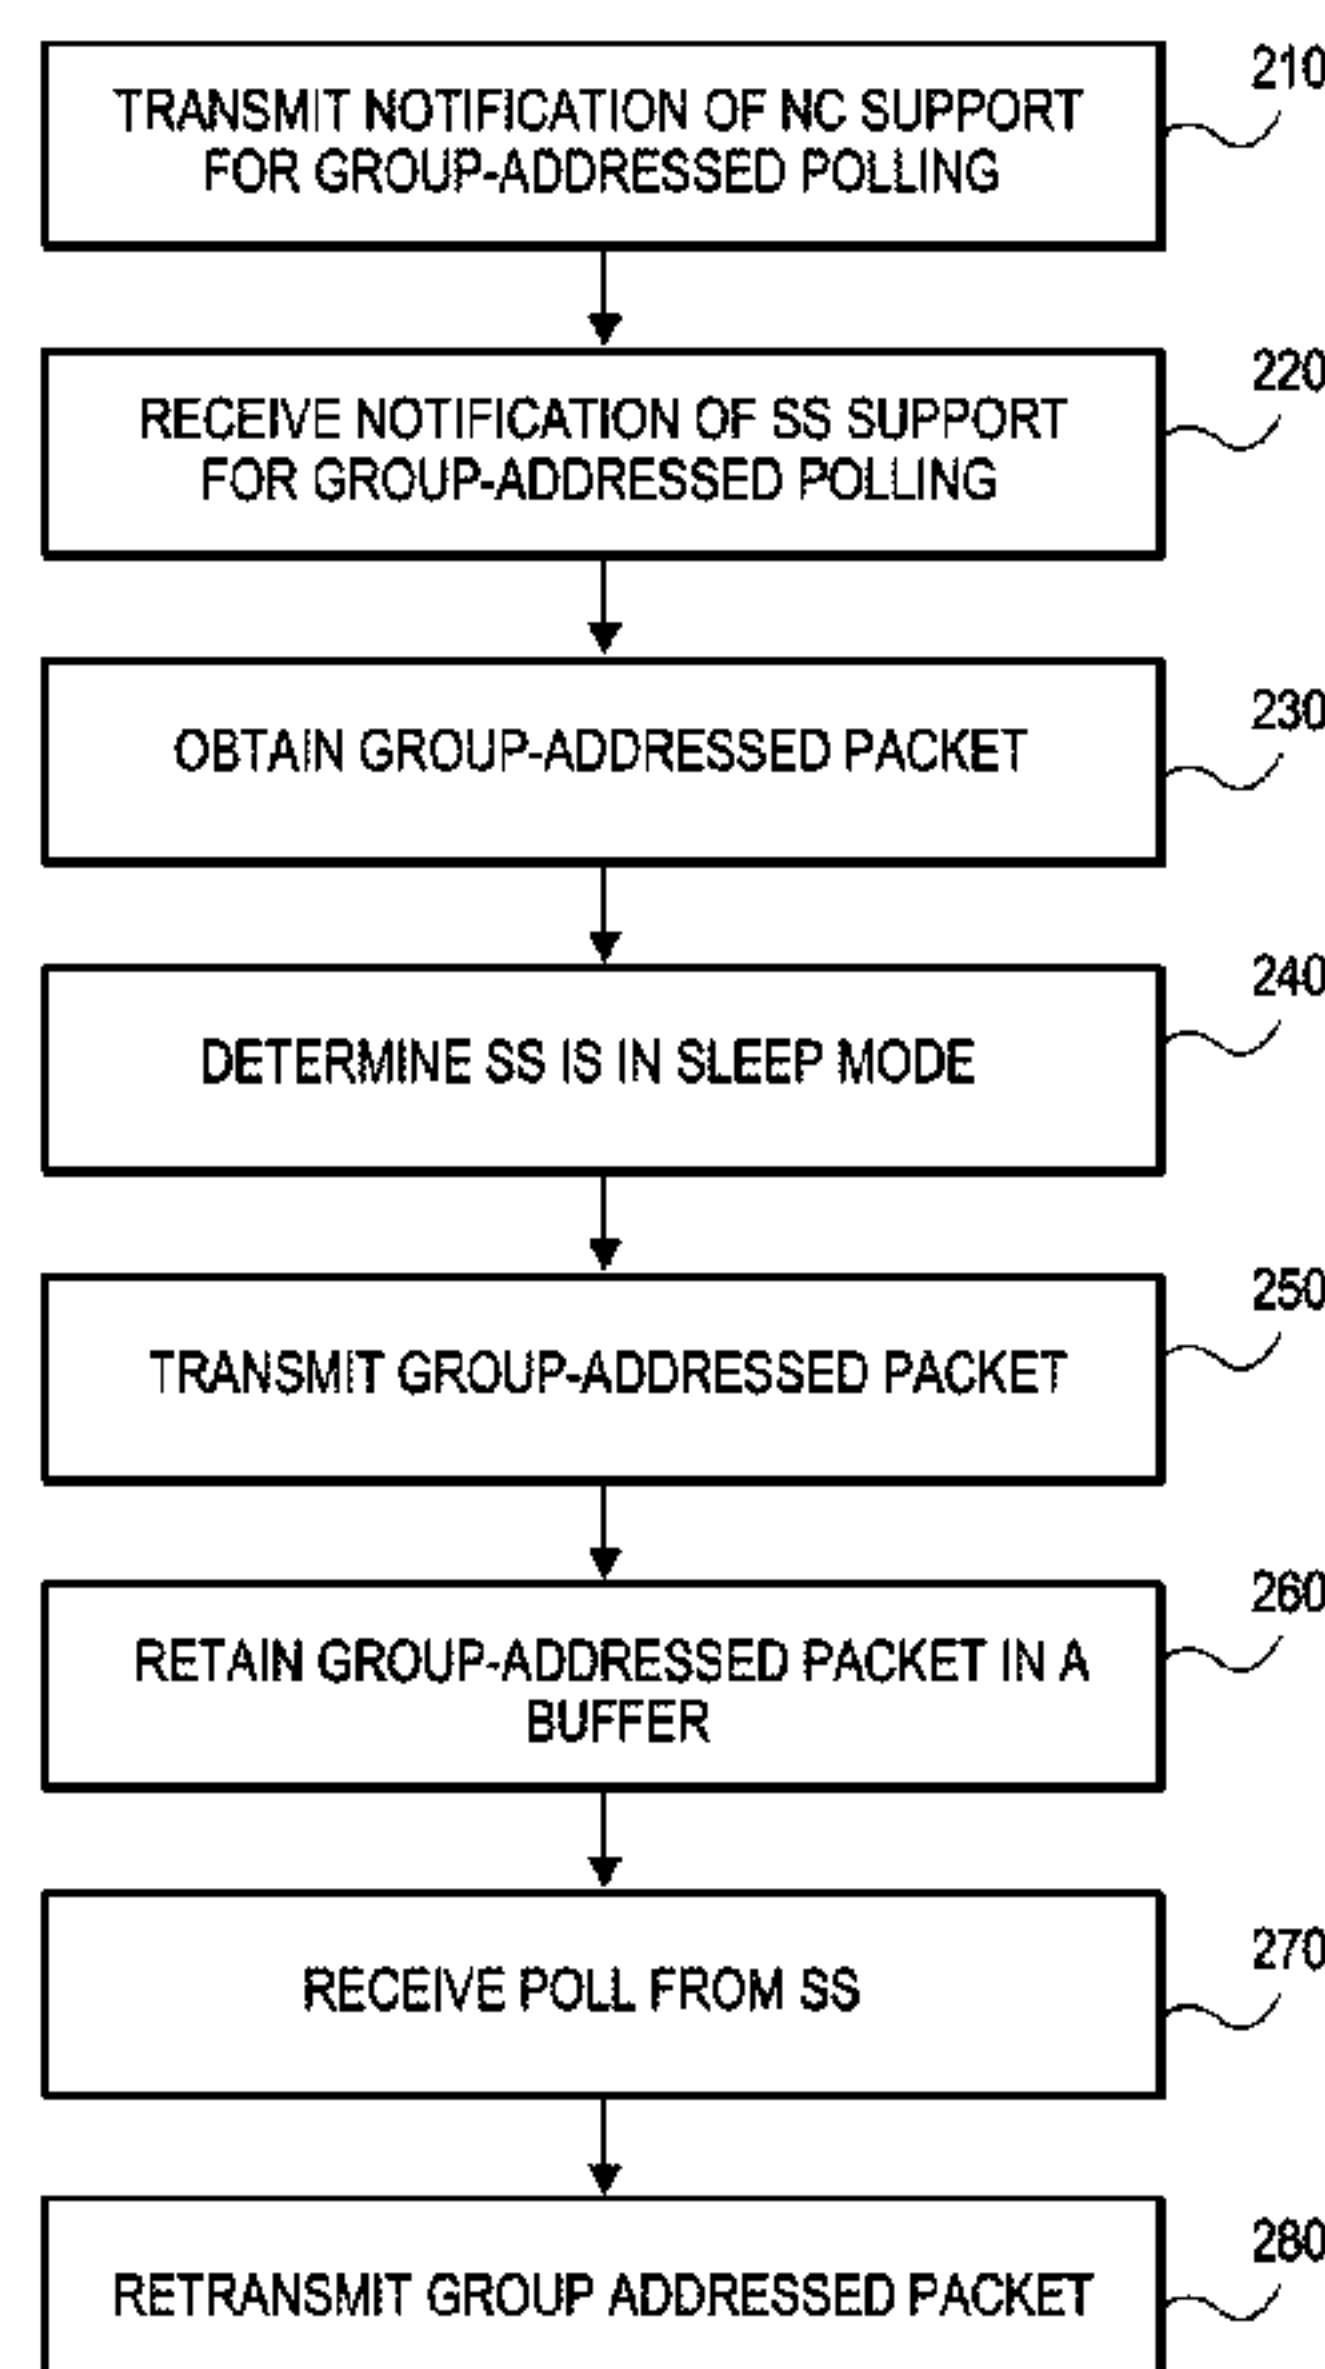 210
TRANSMIT NOTIFICATION OF NC SUPPORT
FOR GROUP-ADDRESSED POLLING
220
RECEIVE NOTIFICATION OF SS SUPPORT
FOR GROUP-ADDRESSED POLLING
230
OBTAIN GROUP-ADDRESSED PACKET
240
DETERMINE SS IS IN SLEEP MODE
250
TRANSMIT GROUP-ADDRESSED PACKET
260
RETAIN GROUP-ADDRESSED PACKET IN A
BUFFER
270
RECEIVE POLL FROM SS
280
RETRANSMIT GROUP ADDRESSED PACKET